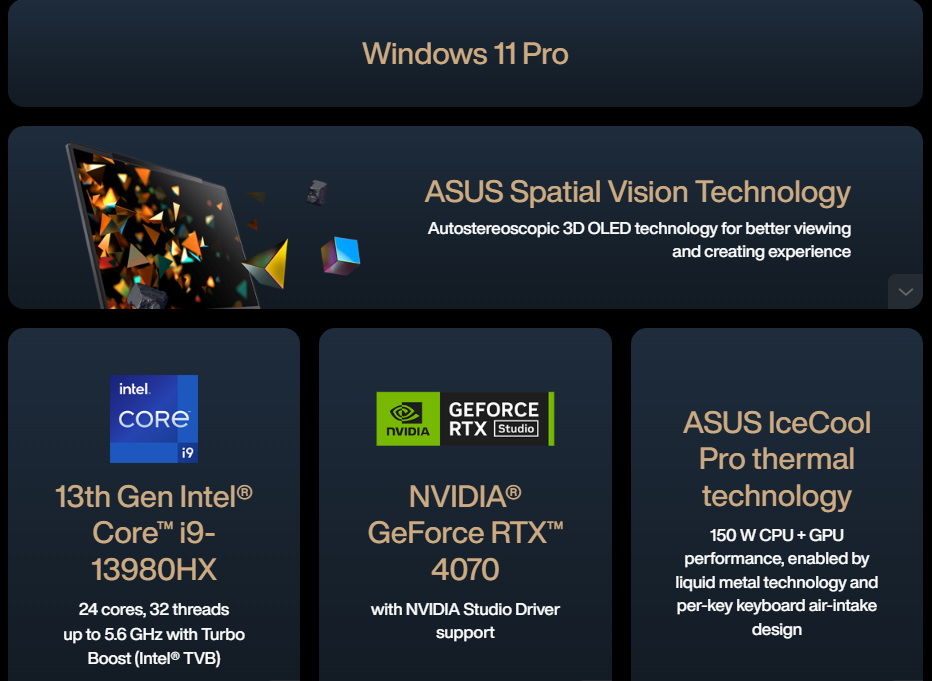 Windows 11 Pro
ASUS Spatial Vision Technology
Autostereoscopic 3D OLED technology for better viewing
and creating experience
intel.
CORE
i9
13th Gen Intel®
Core™ i9-
13980HX
24 cores, 32 threads
up to 5.6 GHz with Turbo
Boost (Intel® TVB)
NVIDIA
GEFORCE
RTX Studio
NVIDIA®
GeForce RTX™
4070
with NVIDIA Studio Driver
support
ASUS IceCool
Pro thermal
technology
150 W CPU + GPU
performance, enabled by
liquid metal technology and
per-key keyboard air-intake
design